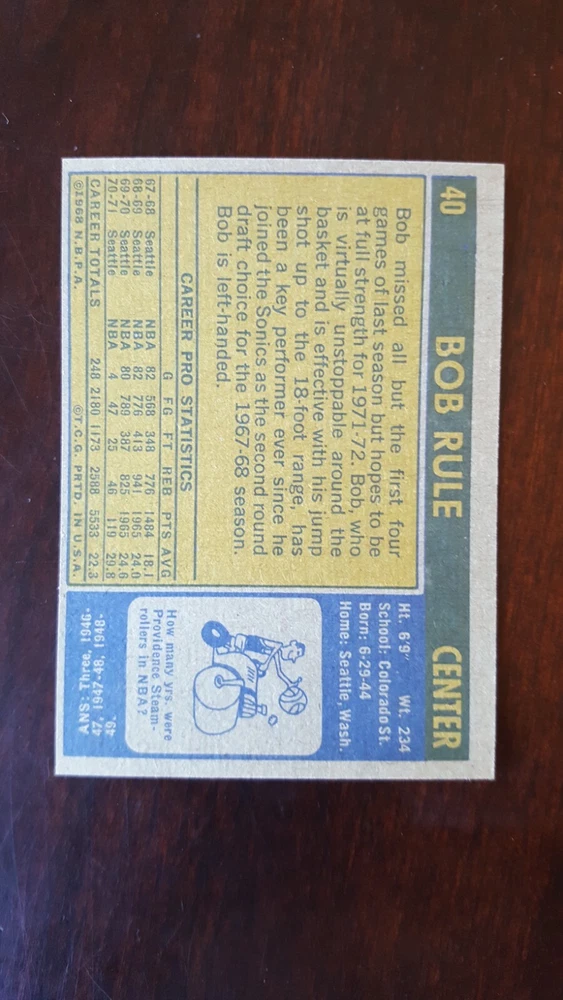 40 BOB RULE CENTER
Bob missed all but the first four
games of last season but hopes to be
at full strength for 1971-72. Bob, who
is virtually unstoppable around the
basket and is effective with his jump
shot up to the 18-foot range, has
been a key performer ever since he
joined the Sonics as the second round
draft choice for the 1967-68 season.
Bob is left-handed.
CAREER PRO STATISTICS
G FG FT REB PTS AVG
67-68 Seattle NBA 82 568 348 776 1484 18.1
68-69 Seattle NBA 82 776 413 941 1965 24.0
69-70 Seattle NBA 80 789 387 825 1965 24.6
70-71 Seattle NBA 4 47 25 46 119 29.8
CAREER TOTALS 248 2180 1173 2588 5533 22.3
©1968 N.B.P.A. ©T.C.G. PRTD. IN U.S.A.
Ht. 6'9" Wt. 234
School: Colorado St.
Born: 6-29-44
Home: Seattle, Wash.
How many yrs. were
Providence Steam-
rollers in NBA?
ANS: Three, 1946-
47, 1947-48, 1948-
49.